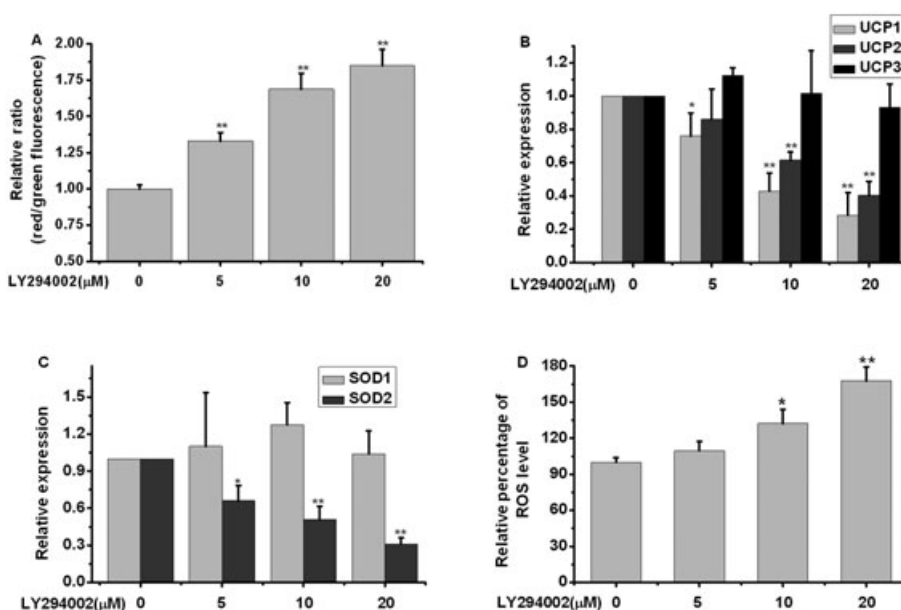 A
Relative ratio
(red/green fluorescence)
2.00
1.75
1.50
1.25
1.00
0.75
0.50
**
**
**
LY294002(μM)
0
5
10
20
B
UCP1
UCP2
UCP3
Relative expression
1.2
1.0
0.8
0.6
0.4
0.2
0.0
*
**
**
**
**
LY294002(μM)
0
5
10
20
C
SOD1
SOD2
Relative expression
1.5
1.2
0.9
0.6
0.3
0.0
*
**
**
LY294002(μM)
0
5
10
20
D
Relative percentage of
ROS level
180
150
120
90
60
30
0
*
**
LY294002(μM)
0
5
10
20